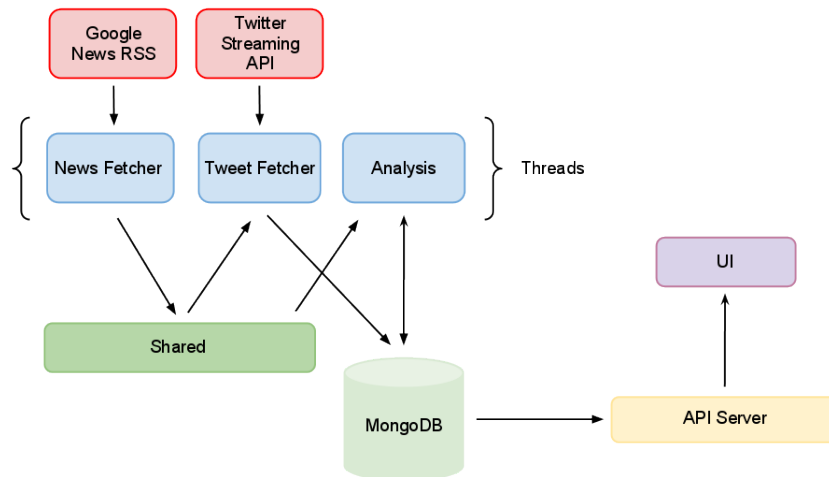 Google
News RSS
Twitter
Streaming
API
News Fetcher
Tweet Fetcher
Analysis
Threads
UI
Shared
MongoDB
API Server